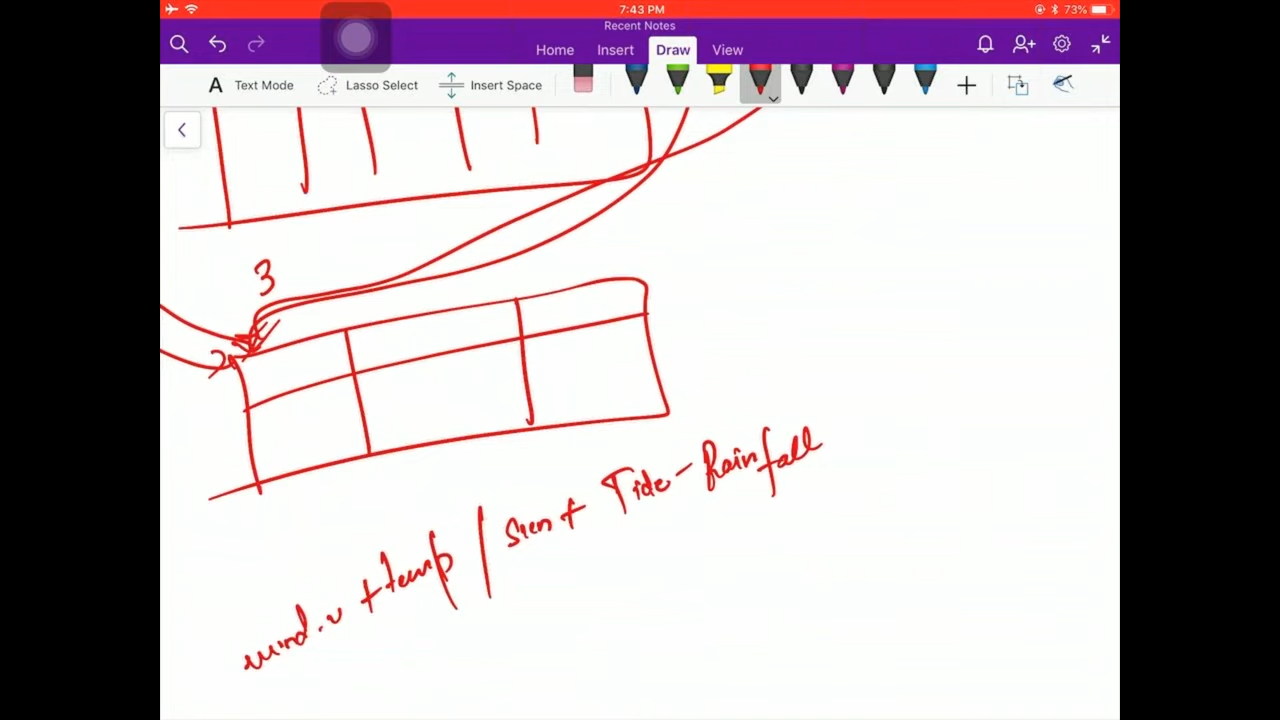 7:43 PM
73%
Recent Notes
Home Insert Draw View
A Text Mode Lasso Select Insert Space
3
wind.v + temp / Sien + Tide - Rainfall